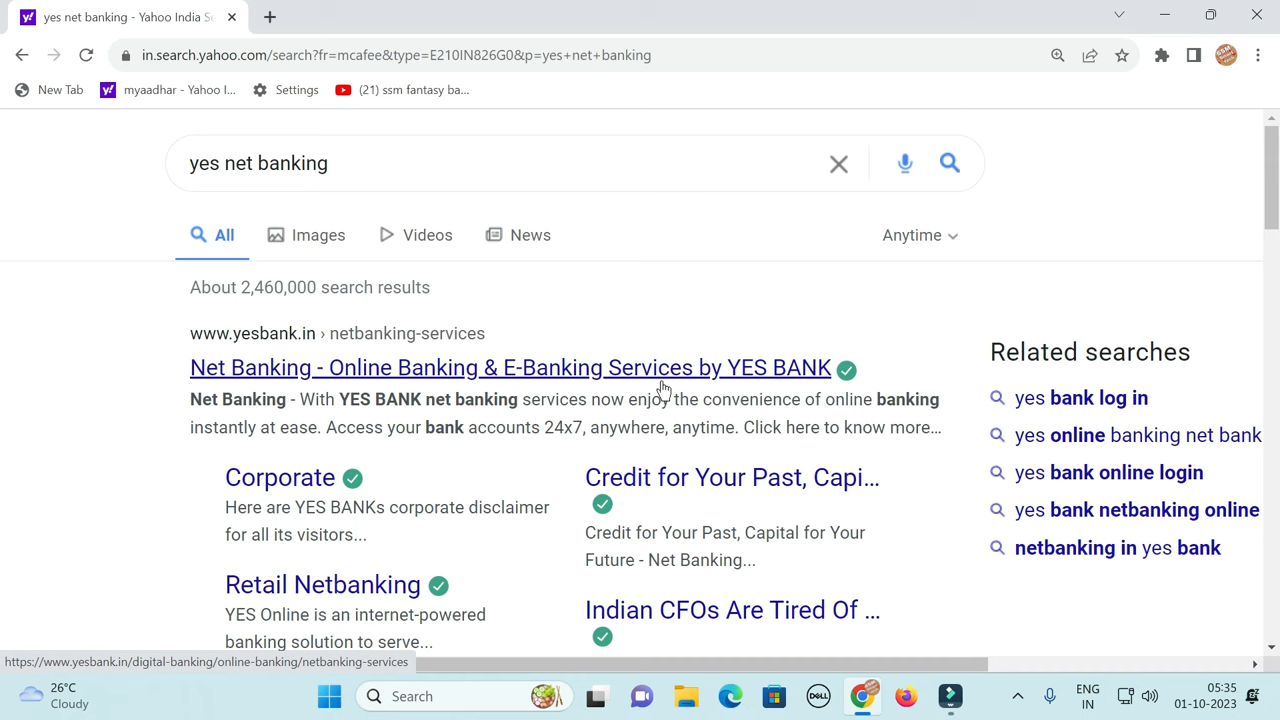 yes net banking - Yahoo India Se
in.search.yahoo.com/search?fr=mcafee&type=E210IN826G0&p=yes+net+banking
New Tab
myaadhar - Yahoo I...
Settings
(21) ssm fantasy ba...
yes net banking
All
Images
Videos
News
Anytime
About 2,460,000 search results
www.yesbank.in › netbanking-services
Net Banking - Online Banking & E-Banking Services by YES BANK
Net Banking - With YES BANK net banking services now enjoy the convenience of online banking
instantly at ease. Access your bank accounts 24x7, anywhere, anytime. Click here to know more...
Corporate
Here are YES BANKs corporate disclaimer
for all its visitors...
Retail Netbanking
YES Online is an internet-powered
banking solution to serve...
Credit for Your Past, Capi...
Credit for Your Past, Capital for Your
Future - Net Banking...
Indian CFOs Are Tired Of ...
Related searches
yes bank log in
yes online banking net bank
yes bank online login
yes bank netbanking online
netbanking in yes bank
https://www.yesbank.in/digital-banking/online-banking/netbanking-services
26°C
Cloudy
Search
DELL
ENG
IN
05:35
01-10-2023